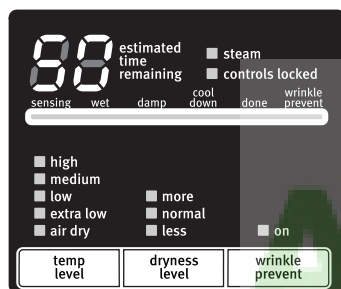 50
estimated
time
remaining
steam
controls locked
sensing wet damp cool down done wrinkle prevent
high
medium
low
extra low
air dry
more
normal
less
on
temp
level
dryness
level
wrinkle
prevent